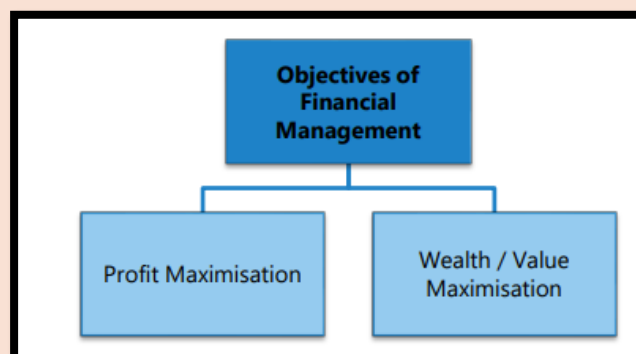 Objectives of
Financial
Management
Profit Maximisation
Wealth / Value
Maximisation